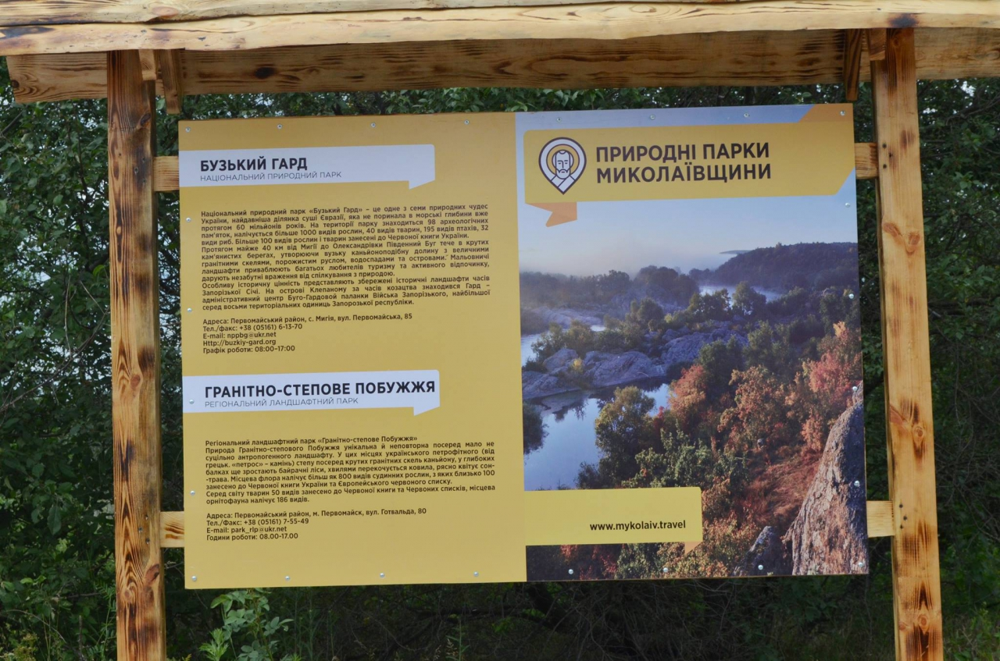 БУЗЬКИЙ ГАРД
НАЦІОНАЛЬНИЙ ПРИРОДНИЙ ПАРК
Національний природний парк «Бузький Гард» – це одне з семи природних чудес
України, найдавніша ділянка суші Євразії, яка не поринала в морські глибини вже
протягом 60 мільйонів років. На території парку знаходиться 98 археологічних
пам'яток, налічується більше 1000 видів рослин, 40 видів тварин, 195 видів птахів, 32
види риб. Більше 100 видів рослин і тварин занесені до Червоної книги України.
Протягом майже 40 км від Мигії до Олександрівки Південний Буг тече в крутих
кам'янистих берегах, утворюючи вузьку каньйоноподібну долину з величними
гранітними скелями, порожистим руслом, водоспадами та островами. Мальовничі
ландшафти приваблюють багатьох любителів туризму та активного відпочинку,
дарують незабутні враження від спілкування з природою.
Особливу історичну цінність представляють збережені історичні ландшафти часів
Запорізької Січі. На острові Клепаному за часів козацтва знаходився Гард –
адміністративний центр Буго-Гардової паланки Війська Запорізького, найбільшої
серед восьми територіальних одиниць Запорозької республіки.
Адреса: Первомайський район, с. Мигія, вул. Первомайська, 85
Тел./факс: +38 (05161) 6-13-70
E-mail: nppbg@ukr.net
Http://buzkiy-gard.org
Графік роботи: 08:00–17:00
ГРАНІТНО-СТЕПОВЕ ПОБУЖЖЯ
РЕГІОНАЛЬНИЙ ЛАНДШАФТНИЙ ПАРК
Регіональний ландшафтний парк «Гранітно-степове Побужжя»
Природа Гранітно-степового Побужжя унікальна й неповторна посеред мало не
суцільно антропогенного ландшафту. У цих місцях українського петрофітного (від
грецьк. «петрос» – камінь) степу посеред крутих гранітних скель каньйону, у глибоких
балках ще зростають байрачні ліси, хвилями перекочується ковила, рясно квітує сон-
-трава. Місцева флора налічує більш як 800 видів судинних рослин, з яких близько 100
занесено до Червоної книги України та Європейського червоного списку.
Серед світу тварин 50 видів занесено до Червоної книги та Червоних списків, місцева
орнітофауна налічує 186 видів.
Адреса: Первомайський район, м. Первомайск, вул. Готвальда, 80
Тел./Факс: +38 (05161) 7-55-49
E-mail: park_rlp@ukr.net
Години роботи: 08.00-17.00
ПРИРОДНІ ПАРКИ
МИКОЛАЇВЩИНИ
www.mykolaiv.travel